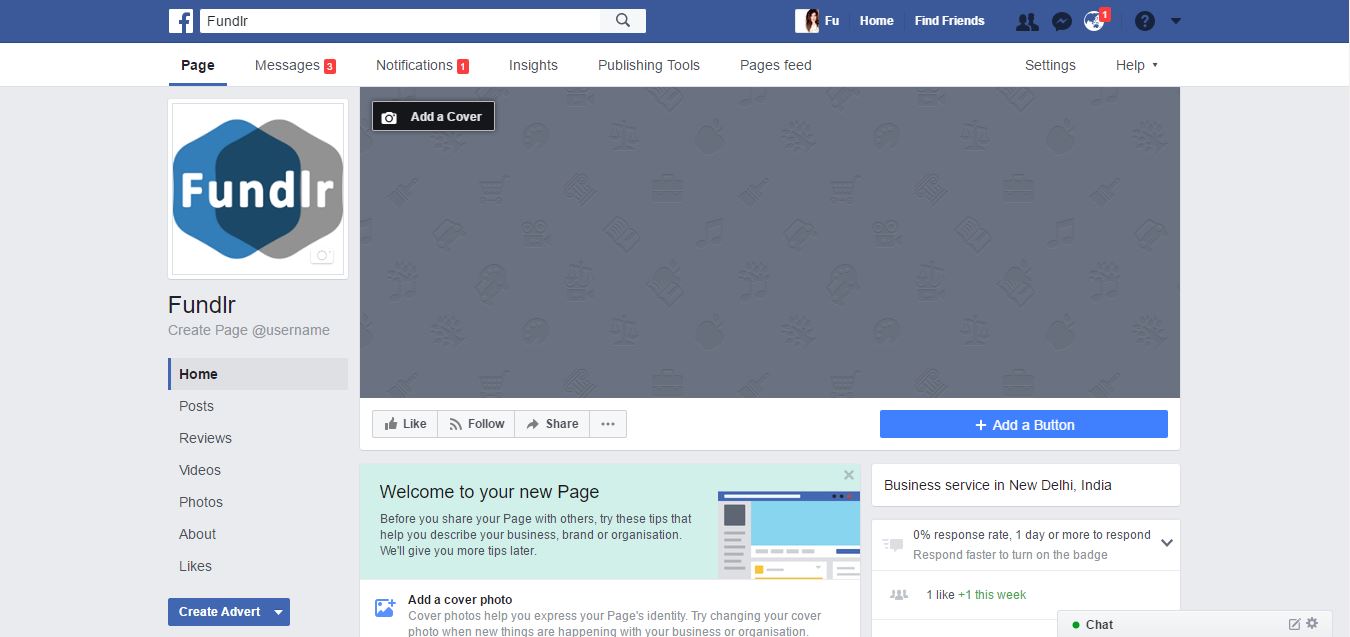 Fundlr
Fu Home Find Friends 1
Page Messages 3 Notifications 1 Insights Publishing Tools Pages feed Settings Help
Add a Cover
Fundlr
Fundlr
Create Page @username
Home
Posts
Reviews
Videos
Photos
About
Likes
Create Advert
Like Follow Share
+ Add a Button
Welcome to your new Page
Before you share your Page with others, try these tips that
help you describe your business, brand or organisation.
We'll give you more tips later.
Add a cover photo
Cover photos help you express your Page's identity. Try changing your cover
photo when new things are happening with your business or organisation.
Business service in New Delhi, India
0% response rate, 1 day or more to respond
Respond faster to turn on the badge
1 like +1 this week
Chat